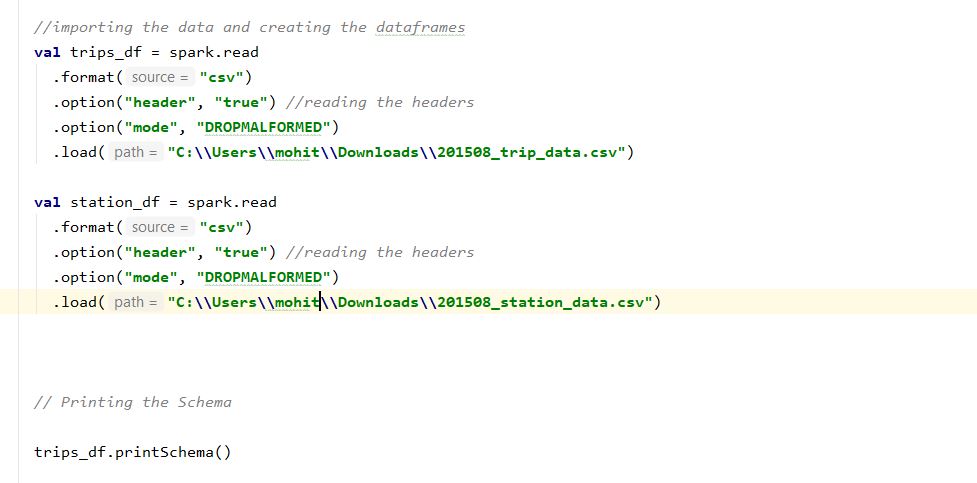 //importing the data and creating the dataframes
val trips_df = spark.read
.format( source = "csv")
.option("header", "true") //reading the headers
.option("mode", "DROPMALFORMED")
.load( path = "C:\\Users\\mohit\\Downloads\\201508_trip_data.csv")
val station_df = spark.read
.format( source = "csv")
.option("header", "true") //reading the headers
.option("mode", "DROPMALFORMED")
.load( path = "C:\\Users\\mohit\\Downloads\\201508_station_data.csv")
// Printing the Schema
trips_df.printSchema()